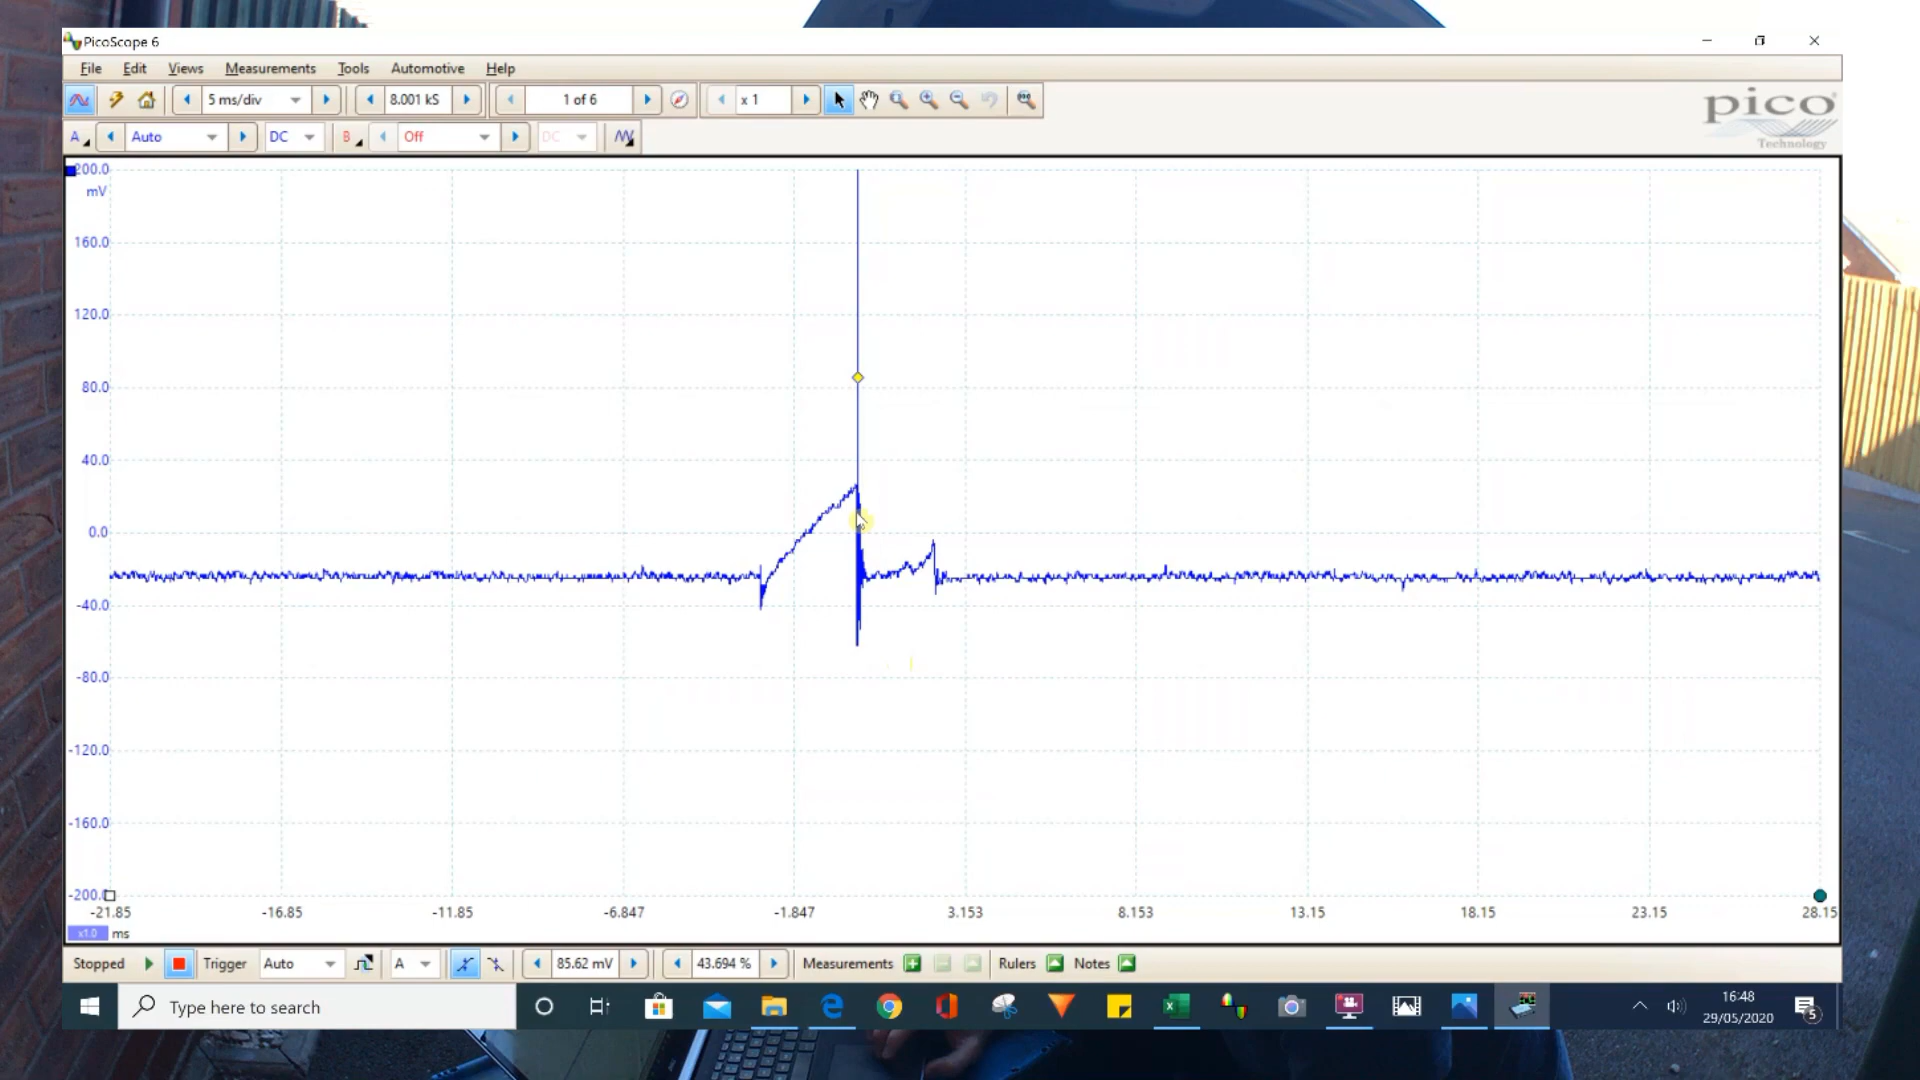 PicoScope 6
File Edit Views Measurements Tools Automotive Help
5 ms/div 8.001 kS 1 of 6 x 1
A Auto DC B Off DC
pico
Technology
200.0
mV
160.0
120.0
80.0
40.0
0.0
-40.0
-80.0
-120.0
-160.0
-200.0
-21.85 -16.85 -11.85 -6.847 -1.847 3.153 8.153 13.15 18.15 23.15 28.15
x1.0 ms
Stopped Trigger Auto A 85.62 mV 43.694 % Measurements Rulers Notes
Type here to search
16:48
29/05/2020
5